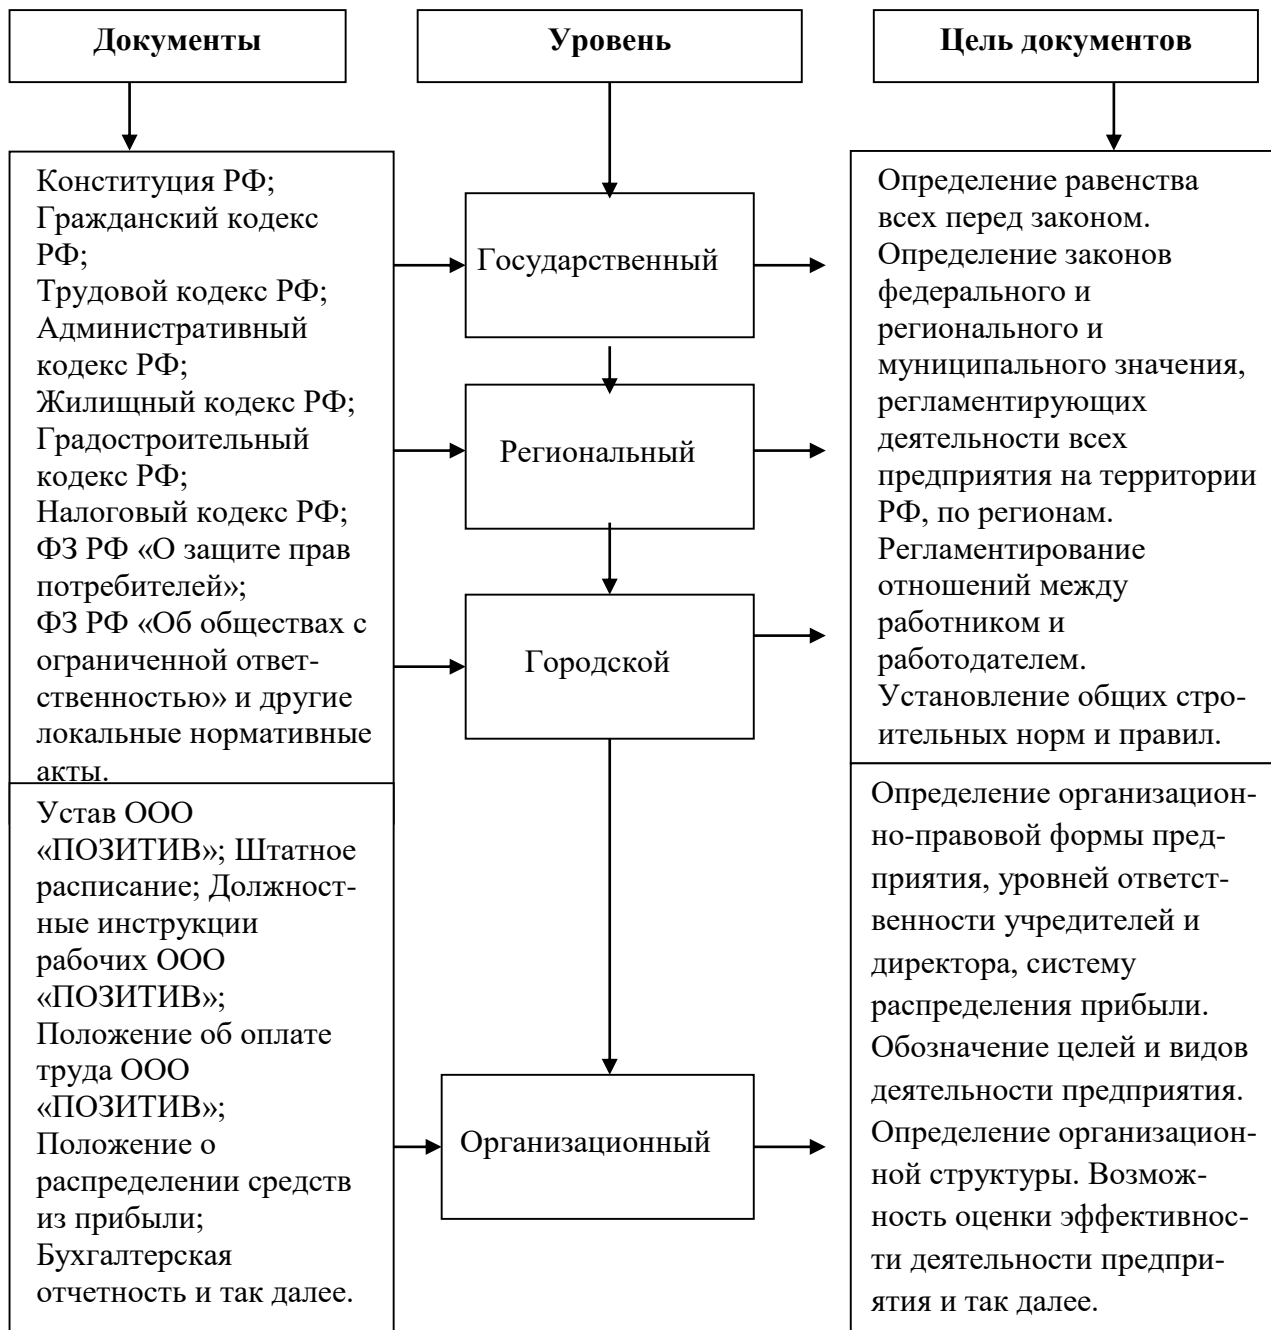 Документы
Уровень
Цель документов
Конституция РФ;
Гражданский кодекс
РФ;
Трудовой кодекс РФ;
Административный
кодекс РФ;
Жилищный кодекс РФ;
Градостроительный
кодекс РФ;
Налоговый кодекс РФ;
ФЗ РФ «О защите прав
потребителей»;
ФЗ РФ «Об обществах с
ограниченной ответ-
ственностью» и другие
локальные нормативные
акты.
Государственный
Региональный
Городской
Определение равенства
всех перед законом.
Определение законов
федерального и
регионального и
муниципального значения,
регламентирующих
деятельности всех
предприятия на территории
РФ, по регионам.
Регламентирование
отношений между
работником и
работодателем.
Установление общих стро-
ительных норм и правил.
Устав ООО
«ПОЗИТИВ»; Штатное
расписание; Должност-
ные инструкции
рабочих ООО
«ПОЗИТИВ»;
Положение об оплате
труда ООО
«ПОЗИТИВ»;
Положение о
распределении средств
из прибыли;
Бухгалтерская
отчетность и так далее.
Организационный
Определение организацион-
но-правовой формы пред-
приятия, уровней ответст-
венности учредителей и
директора, систему
распределения прибыли.
Обозначение целей и видов
деятельности предприятия.
Определение организацион-
ной структуры. Возмож-
ность оценки эффективнос-
ти деятельности предпри-
ятия и так далее.